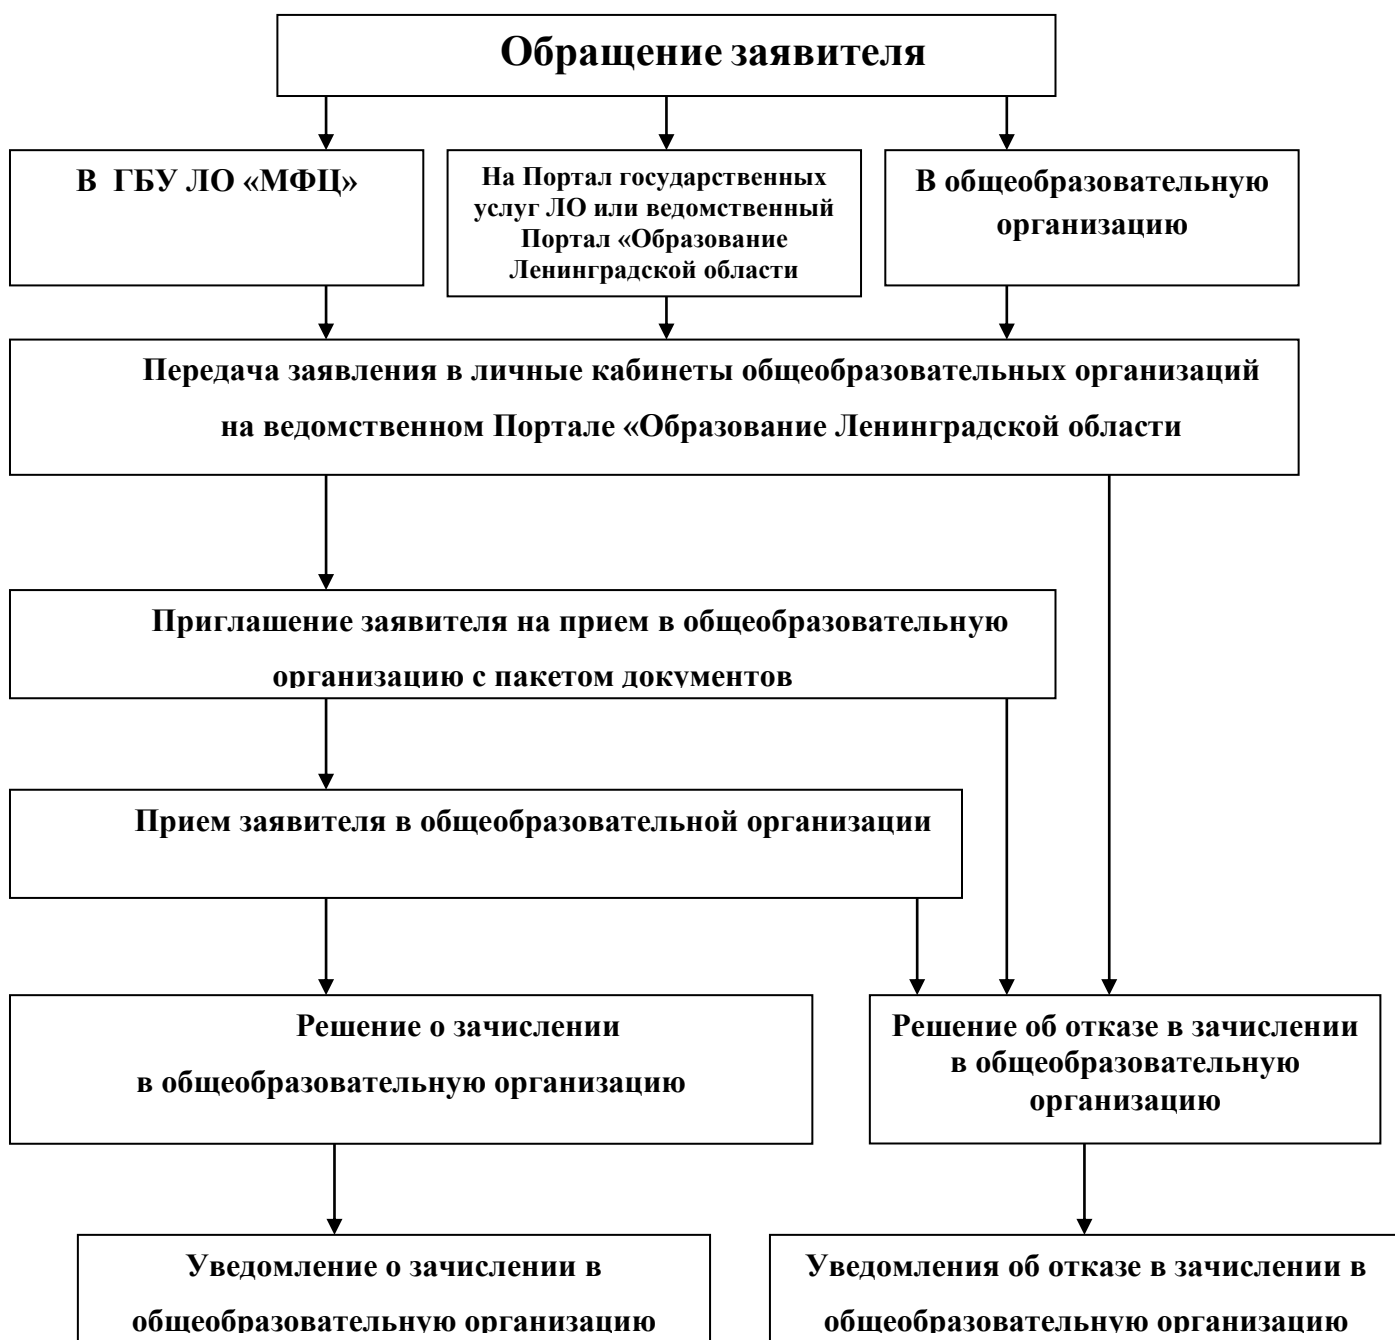 Обращение заявителя
В ГБУ ЛО «МФЦ»
На Портал государственных
услуг ЛО или ведомственный
Портал «Образование
Ленинградской области
В общеобразовательную
организацию
Передача заявления в личные кабинеты общеобразовательных организаций
на ведомственном Портале «Образование Ленинградской области
Приглашение заявителя на прием в общеобразовательную
организацию с пакетом документов
Прием заявителя в общеобразовательной организации
Решение о зачислении
в общеобразовательную организацию
Решение об отказе в зачислении
в общеобразовательную
организацию
Уведомление о зачислении в
общеобразовательную организацию
Уведомления об отказе в зачислении в
общеобразовательную организацию